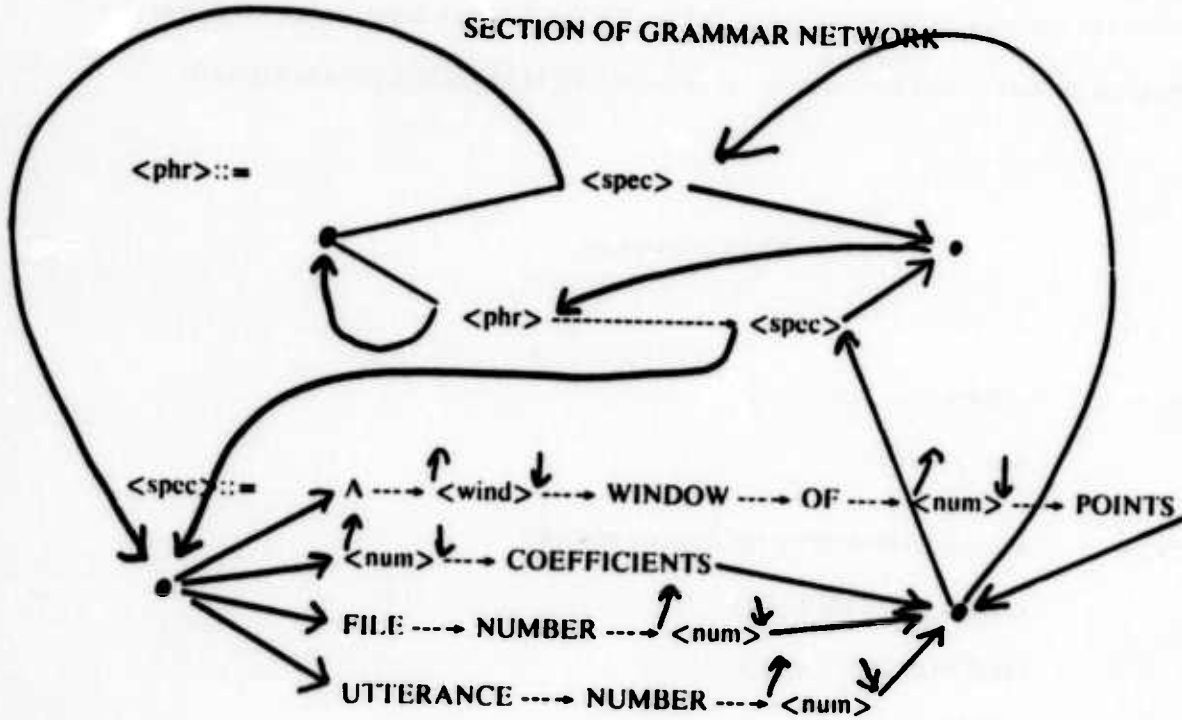 SECTION OF GRAMMAR NETWORK
<phr>::=
<spec>
<phr> -----> <spec>
<spec>::=
A ----> <wind> ----> WINDOW ----> OF ----> <num> ----> POINTS
<num> ----> COEFFICIENTS
FILE ----> NUMBER ----> <num>
UTTERANCE ----> NUMBER ----> <num>